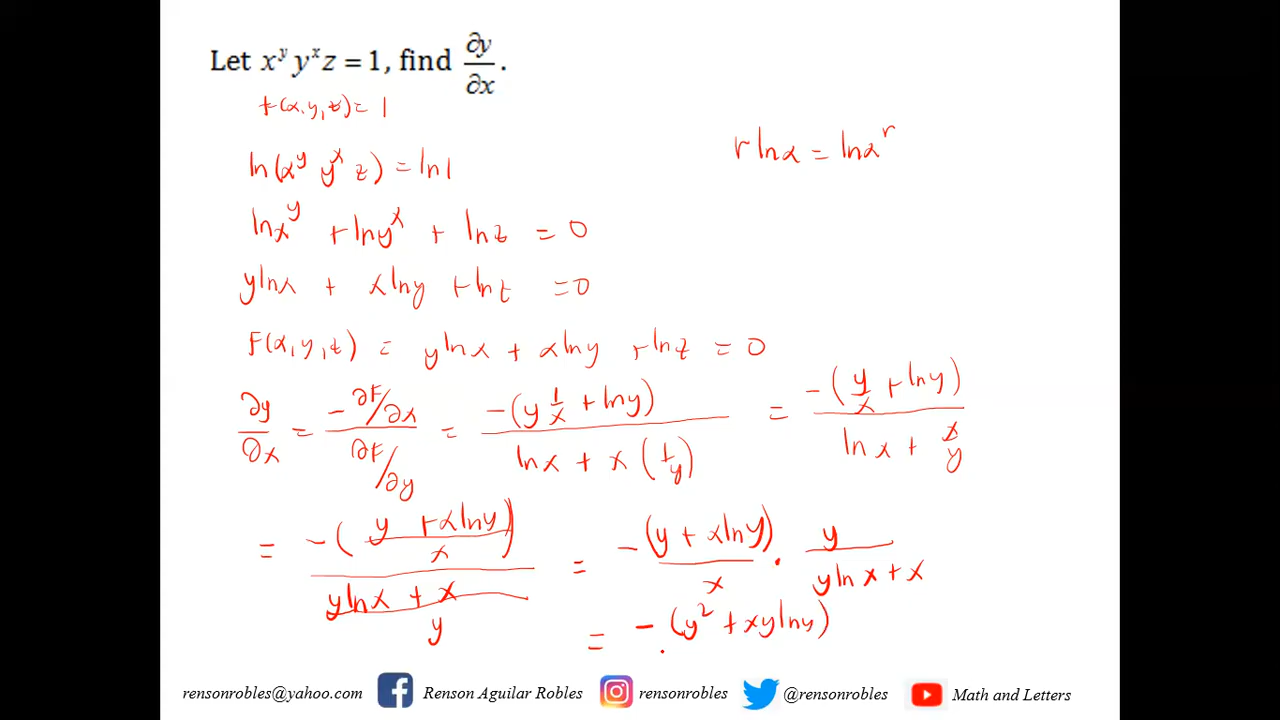 Let x^y y^x z = 1, find ∂y/∂x.
f(x,y,z) = 1
r ln x = ln x^r
ln(x^y y^x z) = ln 1
ln x^y + ln y^x + ln z = 0
y ln x + x ln y + ln z = 0
F(x,y,z) = y ln x + x ln y + ln z = 0
∂y/∂x = -∂F/∂x / ∂F/∂y = -(y 1/x + ln y) / (ln x + x (1/y)) = -(y/x + ln y) / (ln x + x/y)
= -((y + x ln y)/x) / ((y ln x + x)/y) = -(y + x ln y)/x · y/(y ln x + x)
= -(y² + xy ln y)
rensonrobles@yahoo.com Renson Aguilar Robles rensonrobles @rensonrobles Math and Letters